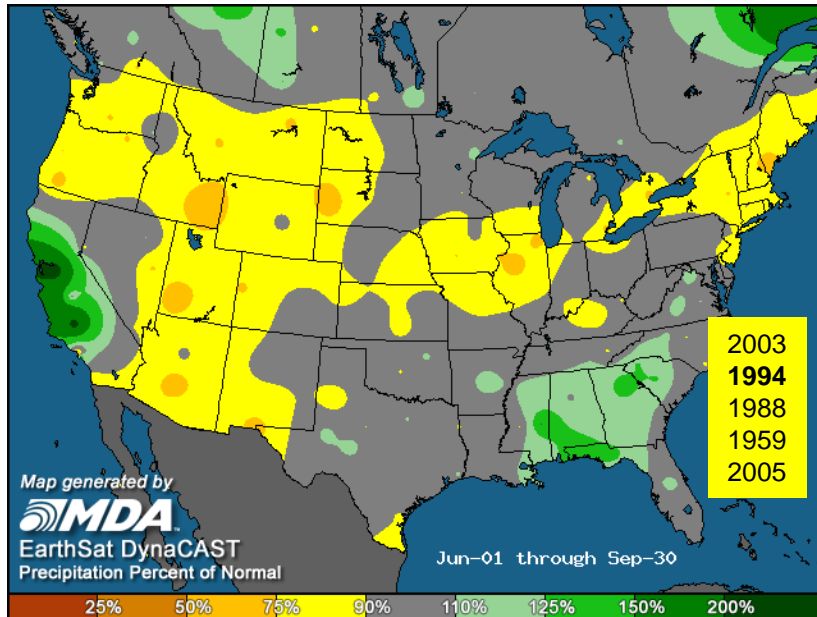 2003
1994
1988
1959
2005
Map generated by
MDA
EarthSat DynaCAST
Precipitation Percent of Normal
Jun-01 through Sep-30
25% 50% 75% 90% 110% 125% 150% 200%